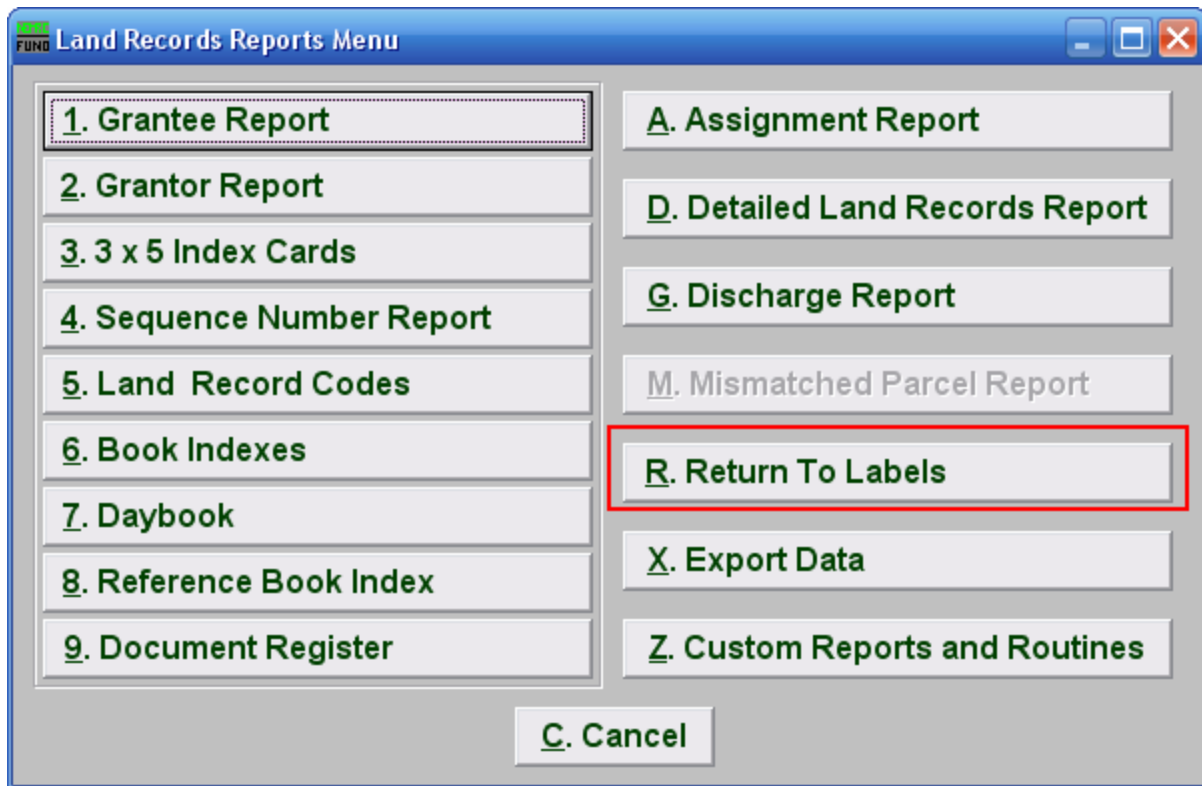 NEMRC
FUND Land Records Reports Menu
1. Grantee Report
2. Grantor Report
3. 3 x 5 Index Cards
4. Sequence Number Report
5. Land  Record Codes
6. Book Indexes
7. Daybook
8. Reference Book Index
9. Document Register
A. Assignment Report
D. Detailed Land Records Report
G. Discharge Report
M. Mismatched Parcel Report
R. Return To Labels
X. Export Data
Z. Custom Reports and Routines
C. Cancel